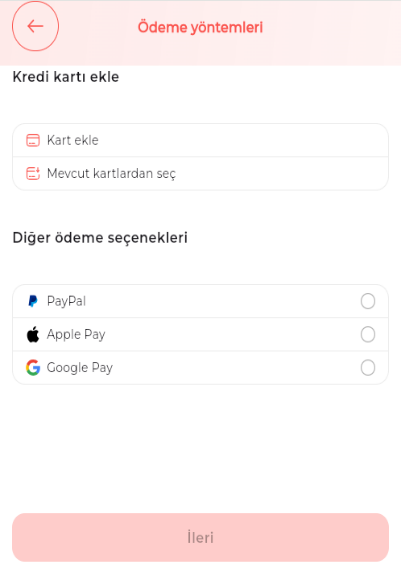 Ödeme yöntemleri
Kredi kartı ekle
Kart ekle
Mevcut kartlardan seç
Diğer ödeme seçenekleri
PayPal
Apple Pay
Google Pay
İleri